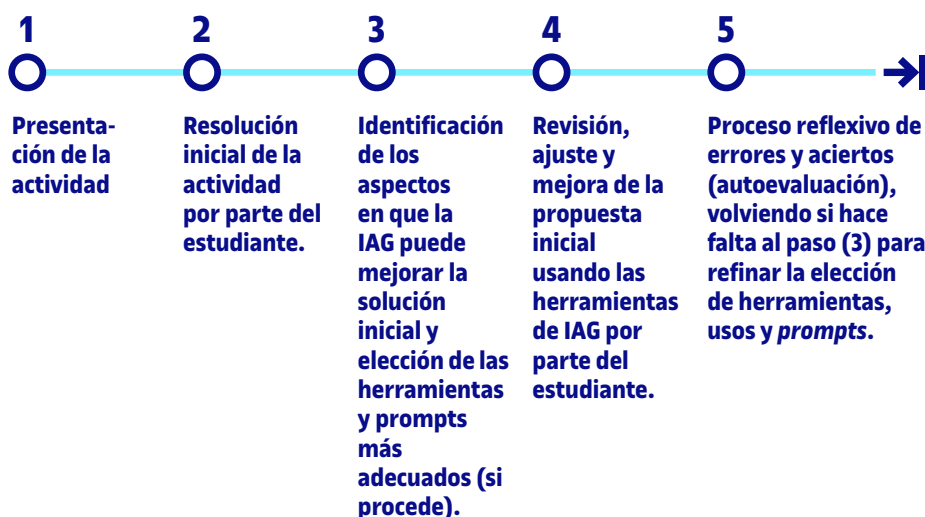 1
Presenta-
ción de la
actividad
2
Resolución
inicial de la
actividad
por parte del
estudiante.
3
Identificación
de los
aspectos
en que la
IAG puede
mejorar la
solución
inicial y
elección de las
herramientas
y prompts
más
adecuados (si
procede).
4
Revisión,
ajuste y
mejora de la
propuesta
inicial
usando las
herramientas
de IAG por
parte del
estudiante.
5
Proceso reflexivo de
errores y aciertos
(autoevaluación),
volviendo si hace
falta al paso (3) para
refinar la elección
de herramientas,
usos y prompts.